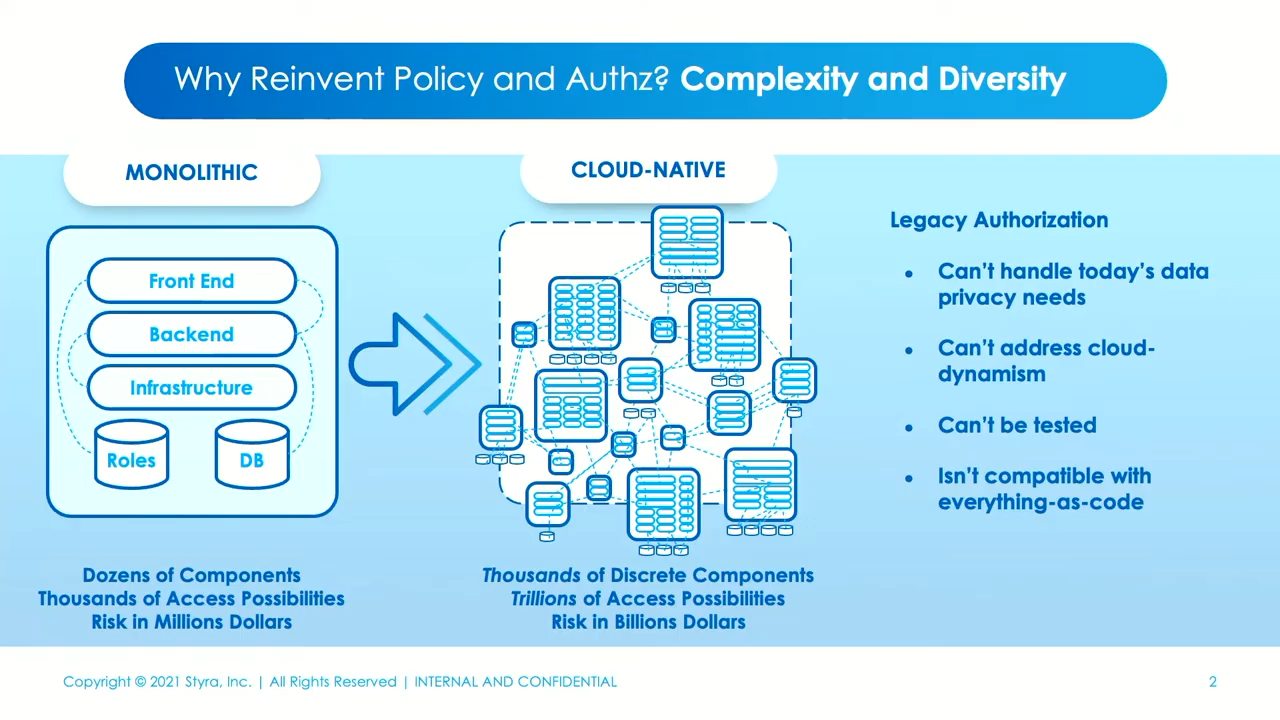 Why Reinvent Policy and Authz? Complexity and Diversity
MONOLITHIC
Front End
Backend
Infrastructure
Roles
DB
Dozens of Components
Thousands of Access Possibilities
Risk in Millions Dollars
CLOUD-NATIVE
Thousands of Discrete Components
Trillions of Access Possibilities
Risk in Billions Dollars
Legacy Authorization
• Can’t handle today’s data
privacy needs
• Can’t address cloud-
dynamism
• Can’t be tested
• Isn’t compatible with
everything-as-code
Copyright © 2021 Styra, Inc. | All Rights Reserved | INTERNAL AND CONFIDENTIAL
2